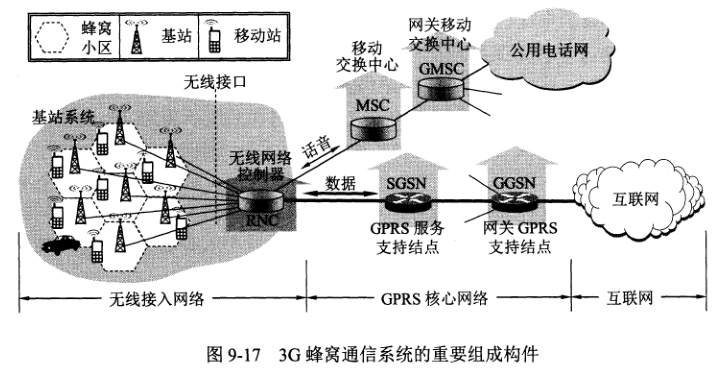 蜂窝
小区
基站
移动站
移动
交换中心
网关移动
交换中心
GMSC
公用电话网
无线接口
基站系统
MSC
话音
无线网络
控制器
RNC
数据
SGSN
GPRS 服务
支持结点
GGSN
网关 GPRS
支持结点
互联网
无线接入网络
GPRS 核心网络
互联网
图 9-17 3G 蜂窝通信系统的重要组成构件